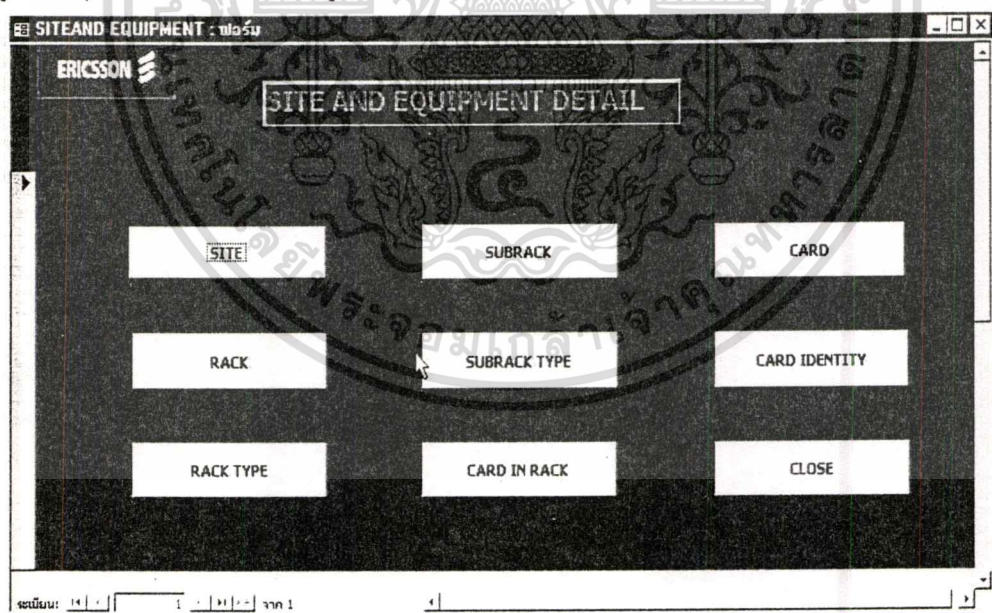 SITEAND EQUIPMENT : ฟอร์ม
ERICSSON
SITE AND EQUIPMENT DETAIL
SITE
SUBRACK
CARD
RACK
SUBRACK TYPE
CARD IDENTITY
RACK TYPE
CARD IN RACK
CLOSE
ระเบียน: 1 จาก 1